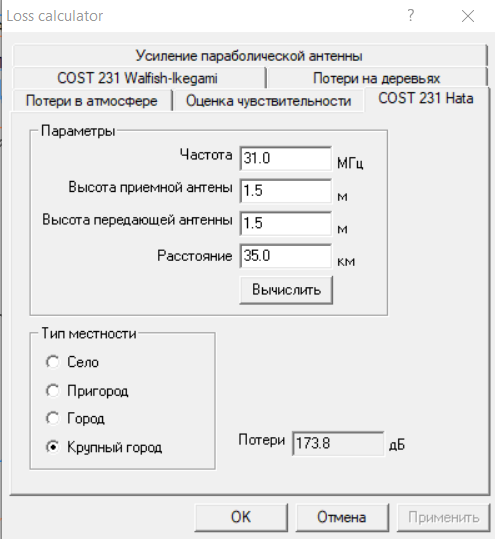 Loss calculator
?
Усиление параболической антенны
COST 231 Walfish-Ikegami
Потери на деревьях
Потери в атмосфере
Оценка чувствительности
COST 231 Hata
Параметры
Частота 31.0 МГц
Высота приемной антены 1.5 м
Высота передающей антенны 1.5 м
Расстояние 35.0 км
Вычислить
Тип местности
Село
Пригород
Город
Крупный город
Потери 173.8 дБ
OK
Отмена
Применить